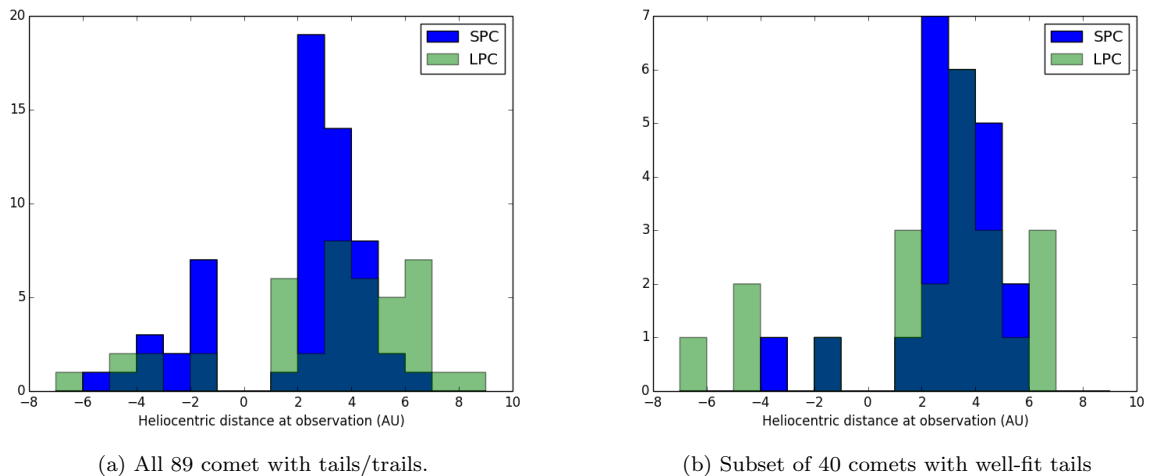 20
15
10
5
0
−8 −6 −4 −2 0 2 4 6 8 10
Heliocentric distance at observation (AU)
SPC
LPC
(a) All 89 comet with tails/trails.
7
6
5
4
3
2
1
0
−8 −6 −4 −2 0 2 4 6 8 10
Heliocentric distance at observation (AU)
SPC
LPC
(b) Subset of 40 comets with well-fit tails